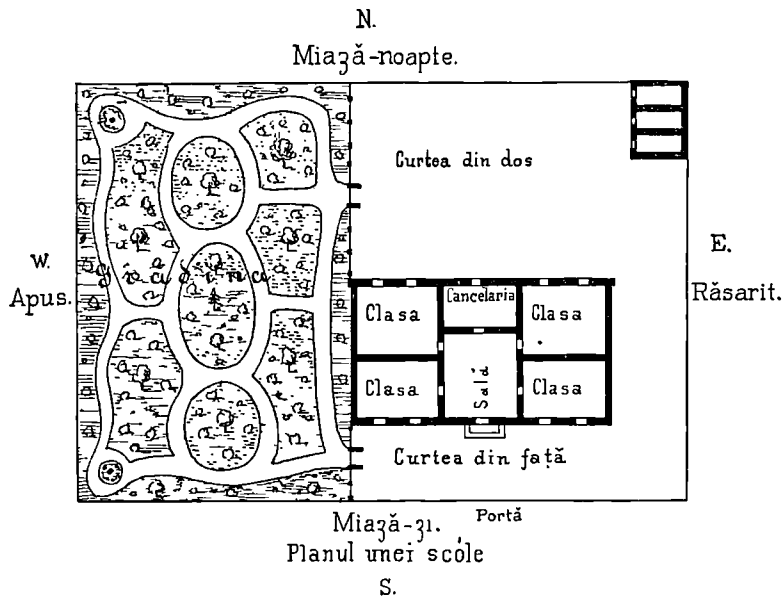 N.
Miază-noapte.
Curtea din dos
W.
Apus.
E.
Răsarit.
gradina
Clasa
Cancelaria
Clasa
Clasa
Sală
Clasa
Curtea din față
Miază-zi.
Portă
Planul unei scóle
S.